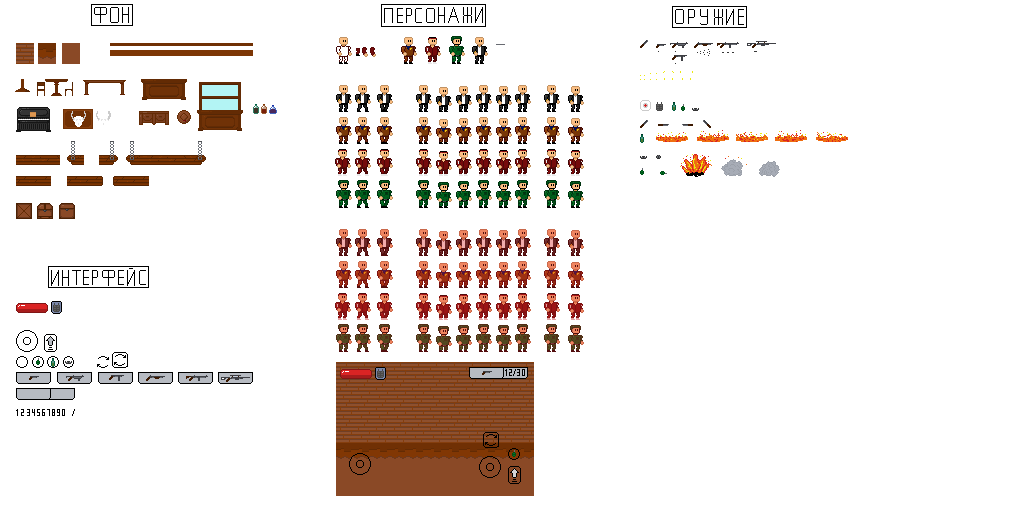 ФОН
ПЕРСОНАЖИ
ОРУЖИЕ
ИНТЕРФЕЙС
1234567890 /
12/30